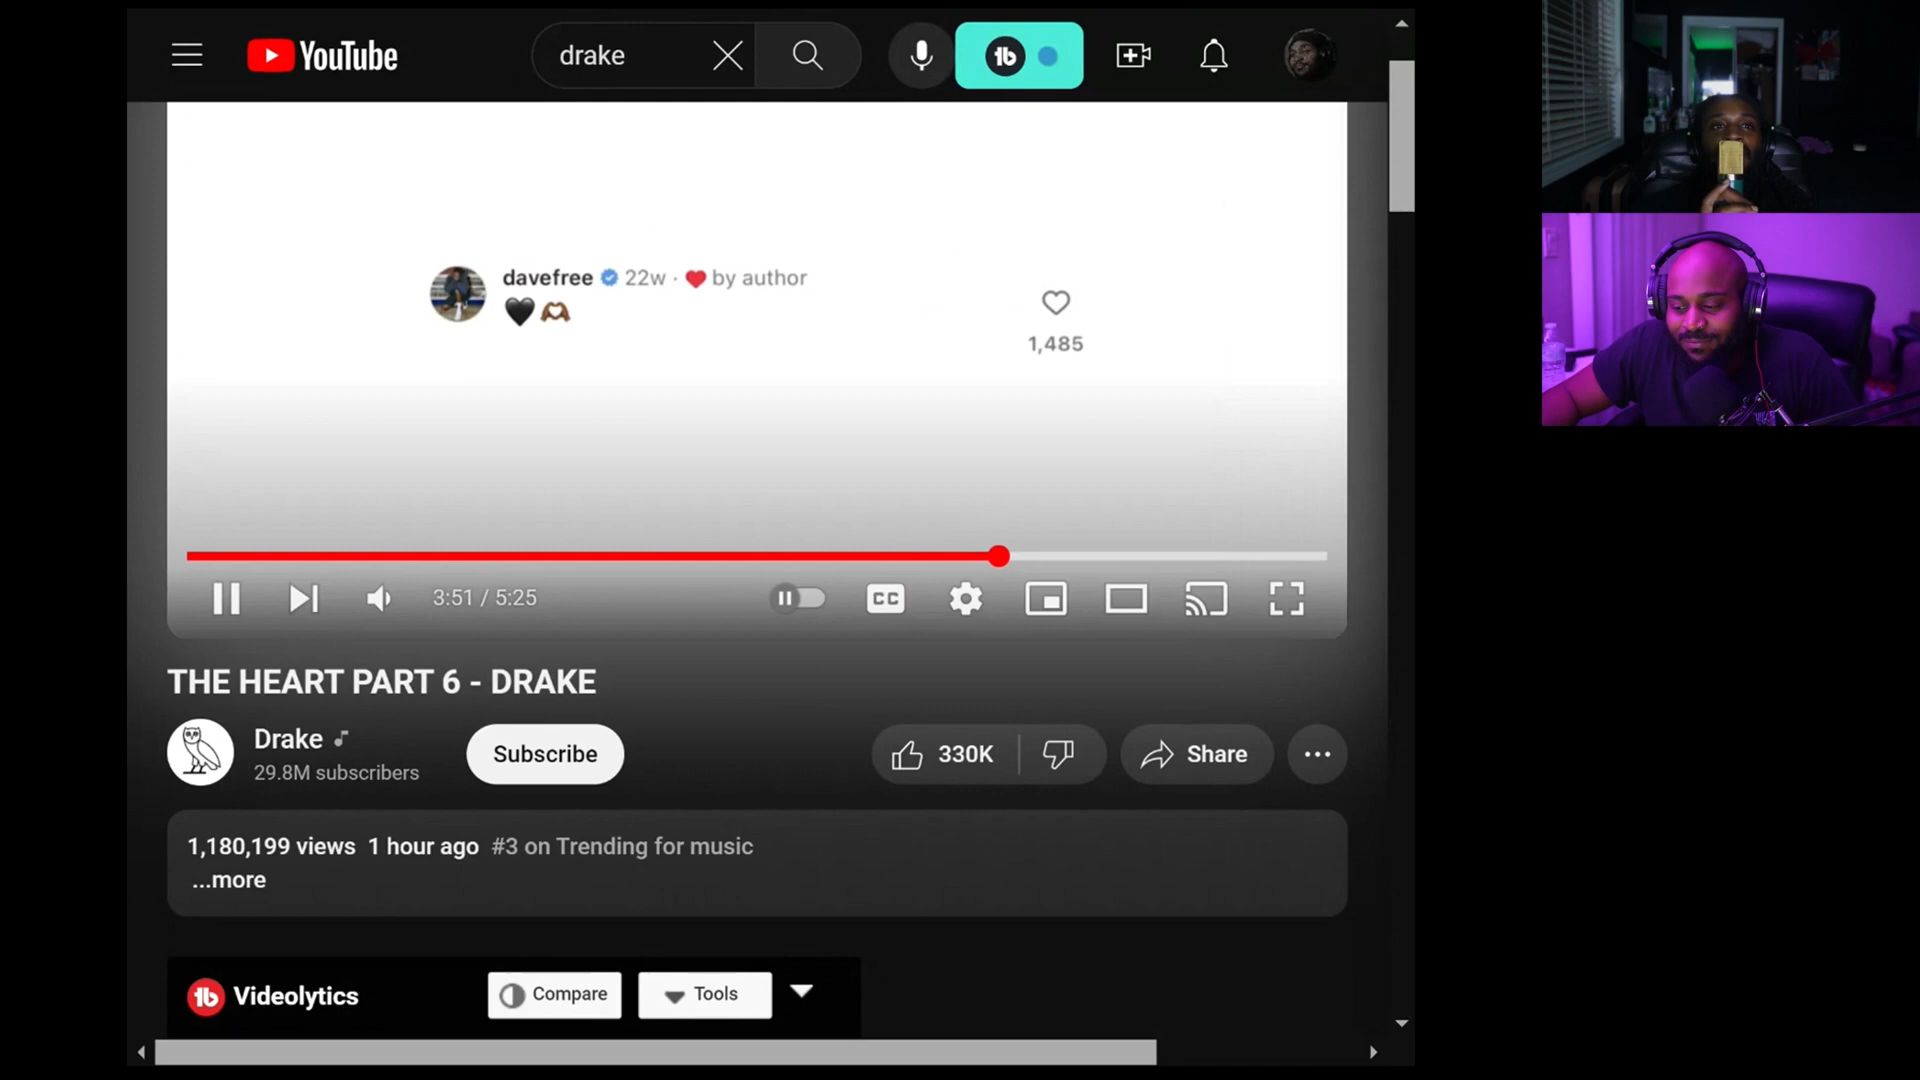 YouTube
drake
davefree 22w · ❤️ by author
🖤 🫶🏾
1,485
3:51 / 5:25
CC
THE HEART PART 6 - DRAKE
Drake
29.8M subscribers
Subscribe
330K
Share
1,180,199 views 1 hour ago #3 on Trending for music
...more
Videolytics
Compare
Tools